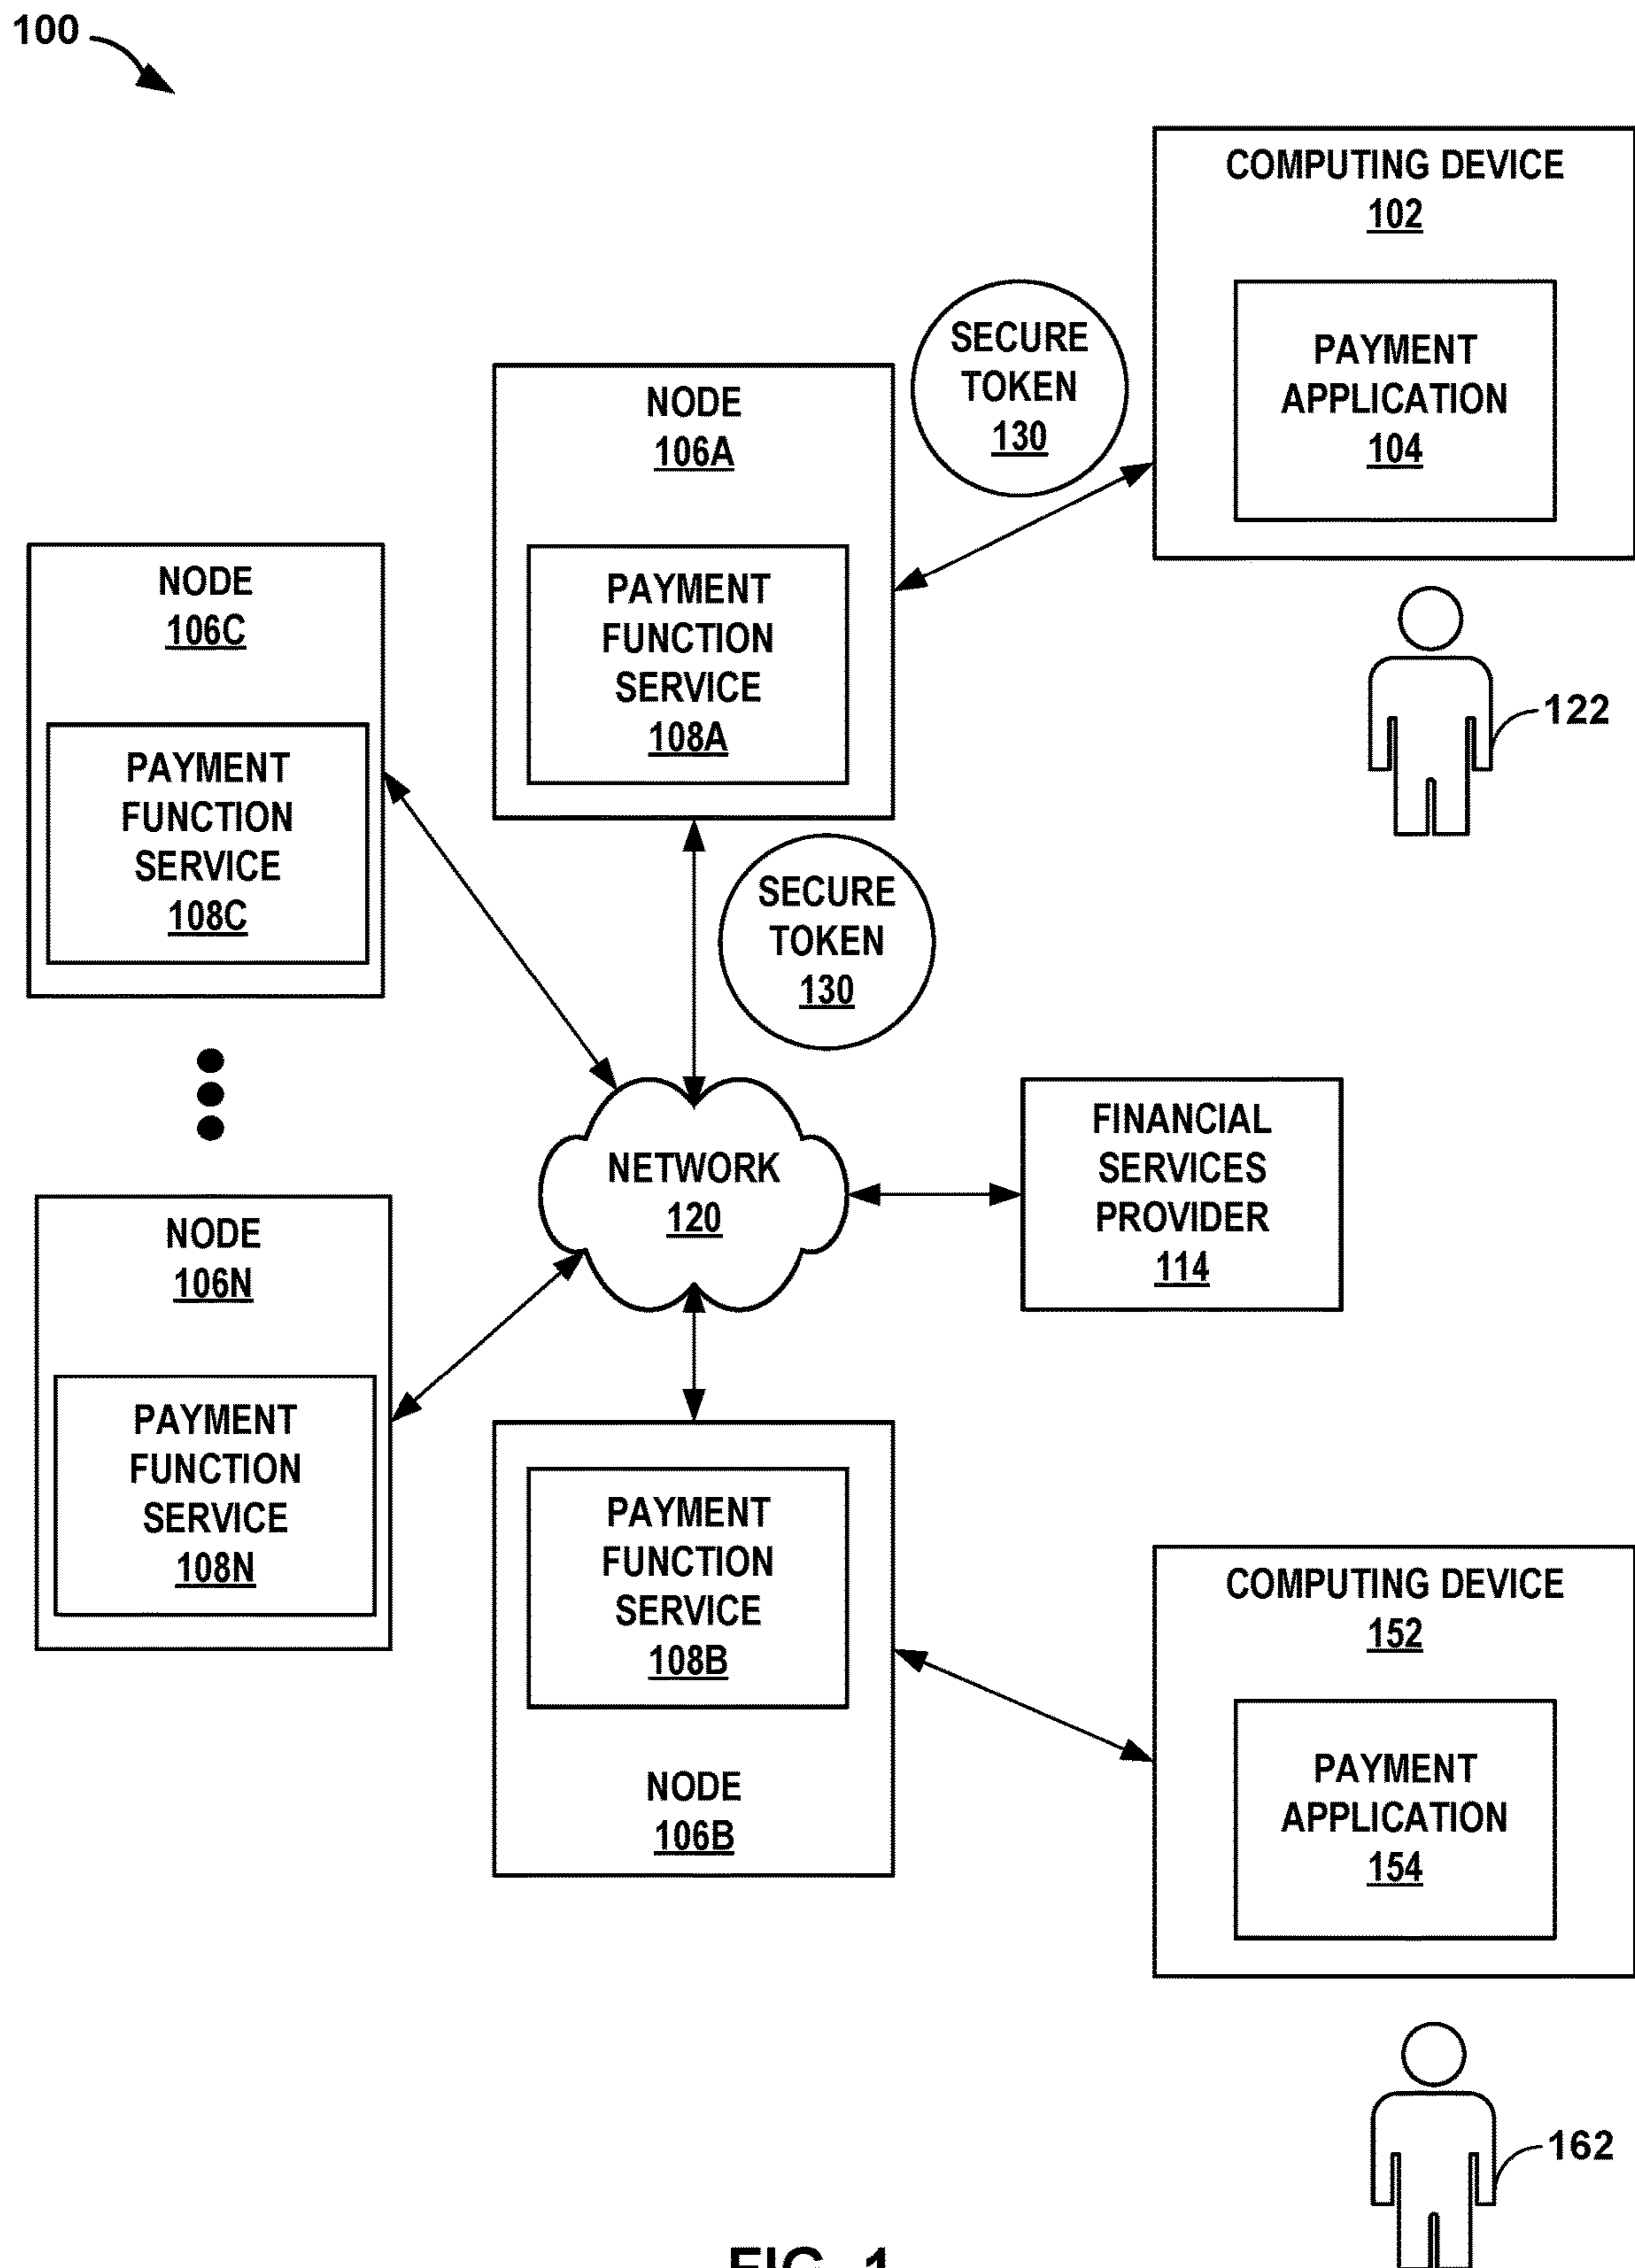 100
COMPUTING DEVICE
102
PAYMENT
APPLICATION
104
SECURE
TOKEN
130
NODE
106A
PAYMENT
FUNCTION
SERVICE
108A
122
NODE
106C
PAYMENT
FUNCTION
SERVICE
108C
SECURE
TOKEN
130
NETWORK
120
FINANCIAL
SERVICES
PROVIDER
114
NODE
106N
PAYMENT
FUNCTION
SERVICE
108N
PAYMENT
FUNCTION
SERVICE
108B
NODE
106B
COMPUTING DEVICE
152
PAYMENT
APPLICATION
154
162
FIG. 1